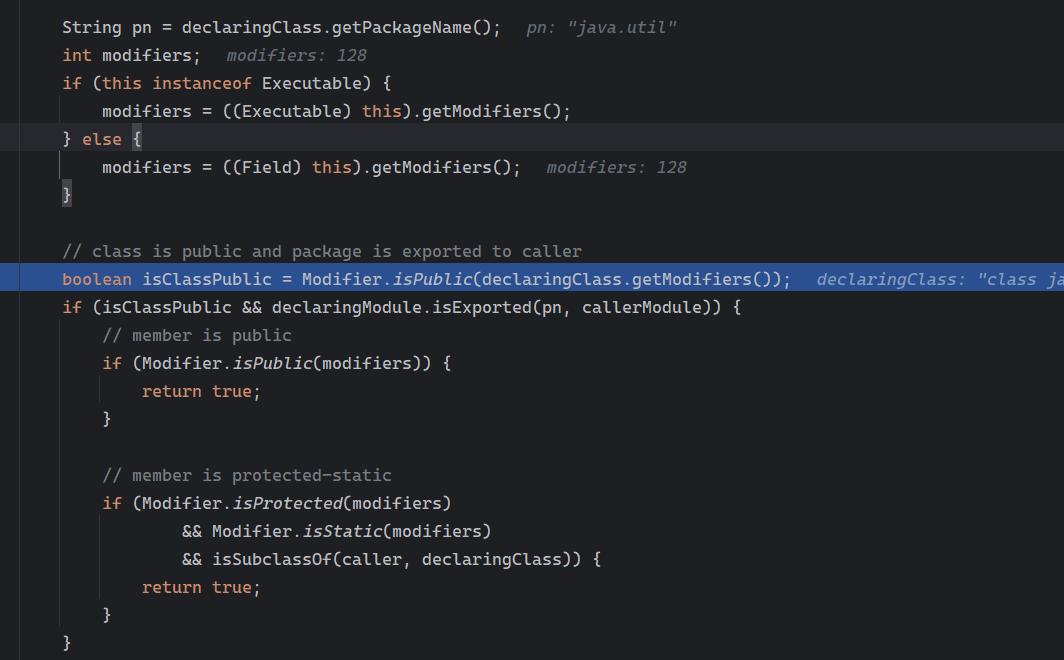 String pn = declaringClass.getPackageName();   pn: "java.util"
int modifiers;   modifiers: 128
if (this instanceof Executable) {
    modifiers = ((Executable) this).getModifiers();
} else {
    modifiers = ((Field) this).getModifiers();   modifiers: 128
}
// class is public and package is exported to caller
boolean isClassPublic = Modifier.isPublic(declaringClass.getModifiers());   declaringClass: "class
if (isClassPublic && declaringModule.isExported(pn, callerModule)) {
    // member is public
    if (Modifier.isPublic(modifiers)) {
        return true;
    }
    // member is protected-static
    if (Modifier.isProtected(modifiers)
            && Modifier.isStatic(modifiers)
            && isSubclassOf(caller, declaringClass)) {
        return true;
    }
}